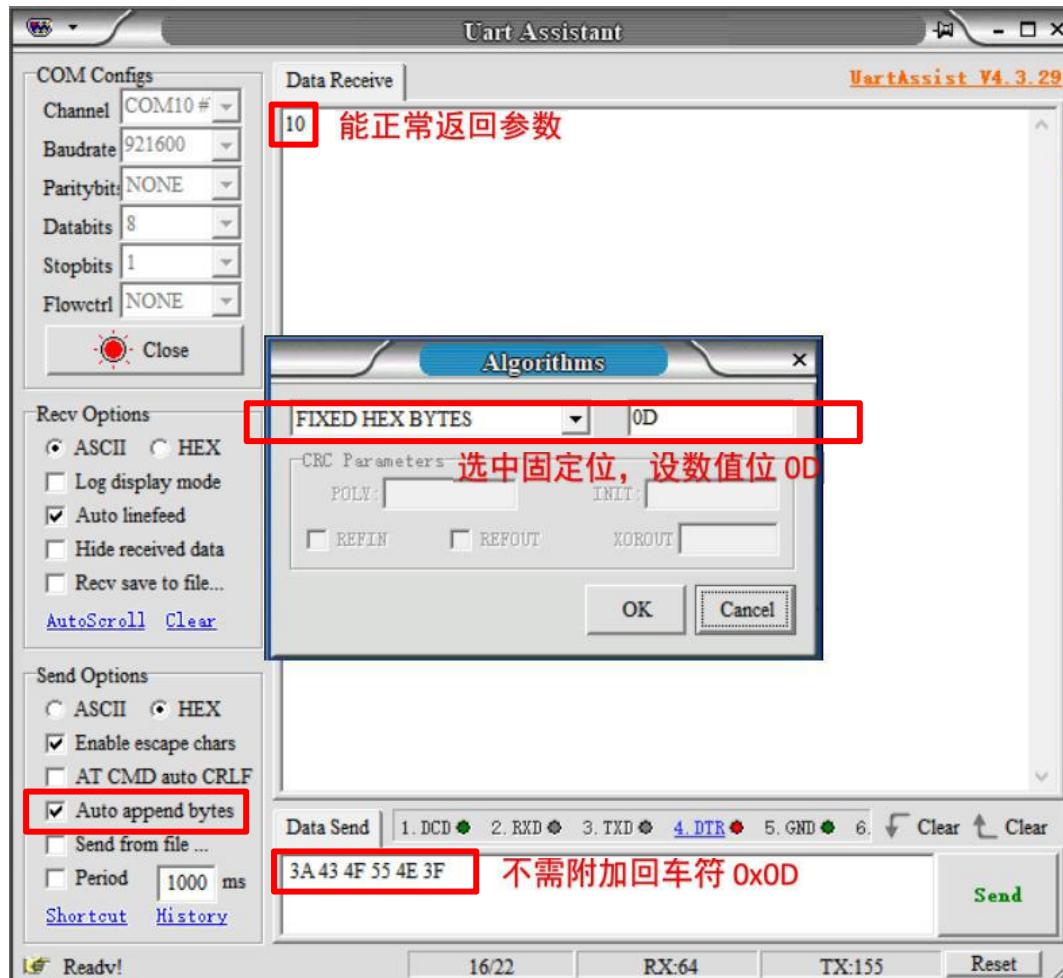 Uart Assistant
COM Configs
Channel COM10 #
Baudrate 921600
Paritybits NONE
Databits 8
Stopbits 1
Flowctrl NONE
Close
Recv Options
ASCII HEX
Log display mode
Auto linefeed
Hide received data
Recv save to file...
AutoScroll Clear
Send Options
ASCII HEX
Enable escape chars
AT CMD auto CRLF
Auto append bytes
Send from file ...
Period 1000 ms
Shortcut History
Data Receive
UartAssist V4.3.29
10 能正常返回参数
Algorithms
FIXED HEX BYTES 0D
CRC Parameters
选中固定位，设数值位 0D
POLY: INIT:
REFIN REFOUT XOROUT
OK Cancel
Data Send 1. DCD 2. RXD 3. TXD 4. DTR 5. GND 6. Clear Clear
3A 43 4F 55 4E 3F 不需附加回车符 0x0D
Send
Ready! 16/22 RX:64 TX:155 Reset